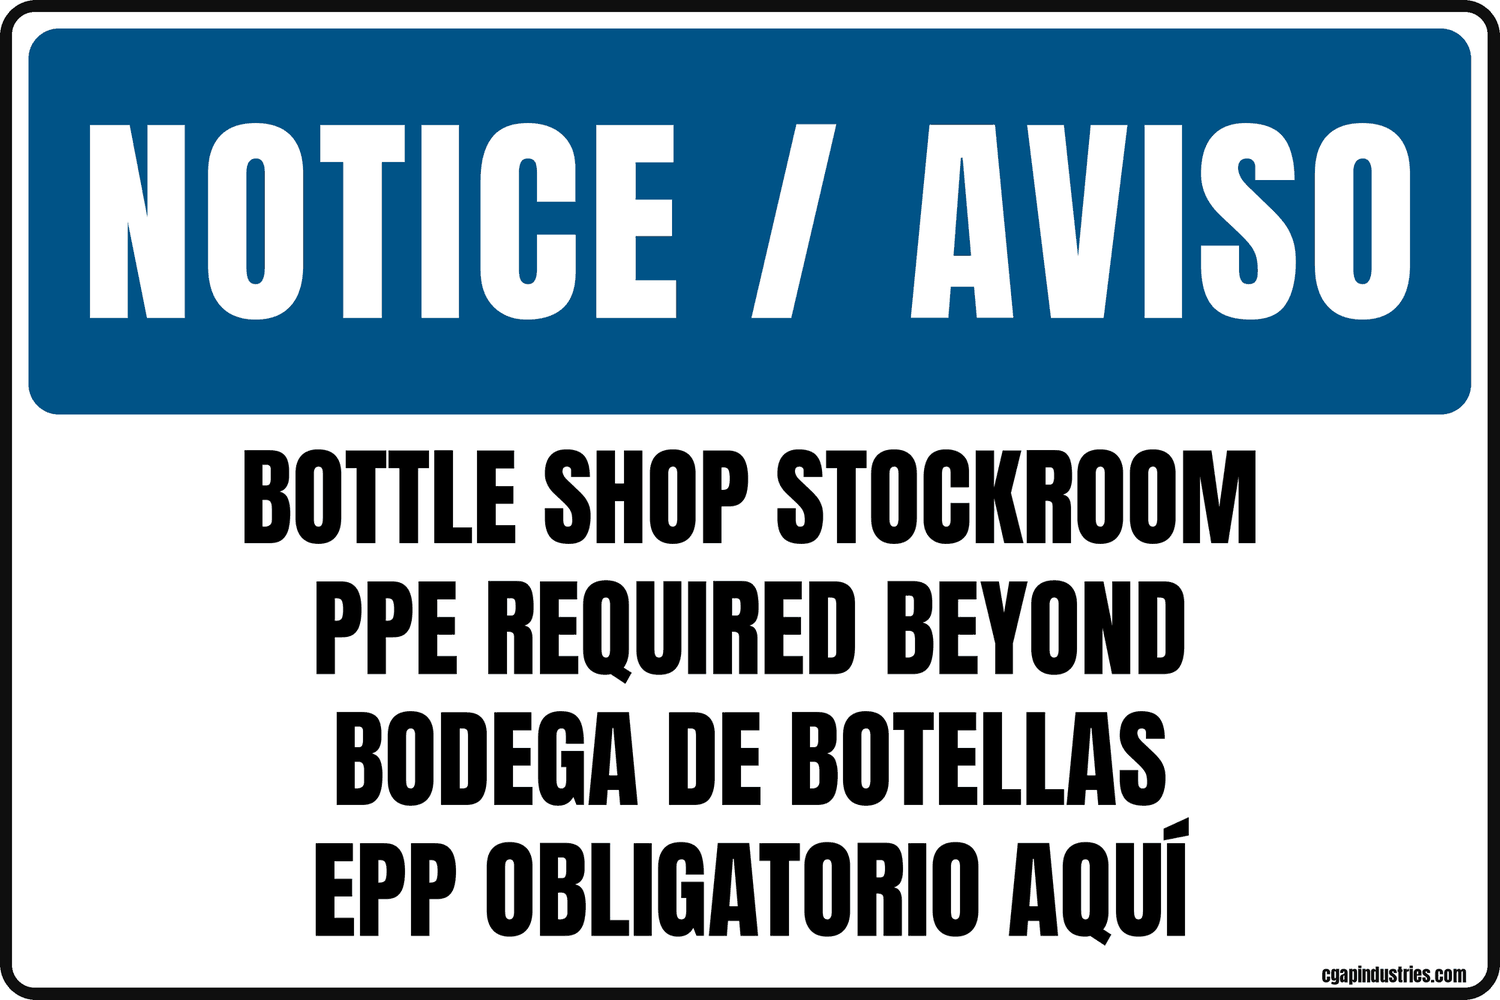 NOTICE / AVISO
BOTTLE SHOP STOCKROOM
PPE REQUIRED BEYOND
BODEGA DE BOTELLAS
EPP OBLIGATORIO AQUÍ
cgapindustries.com